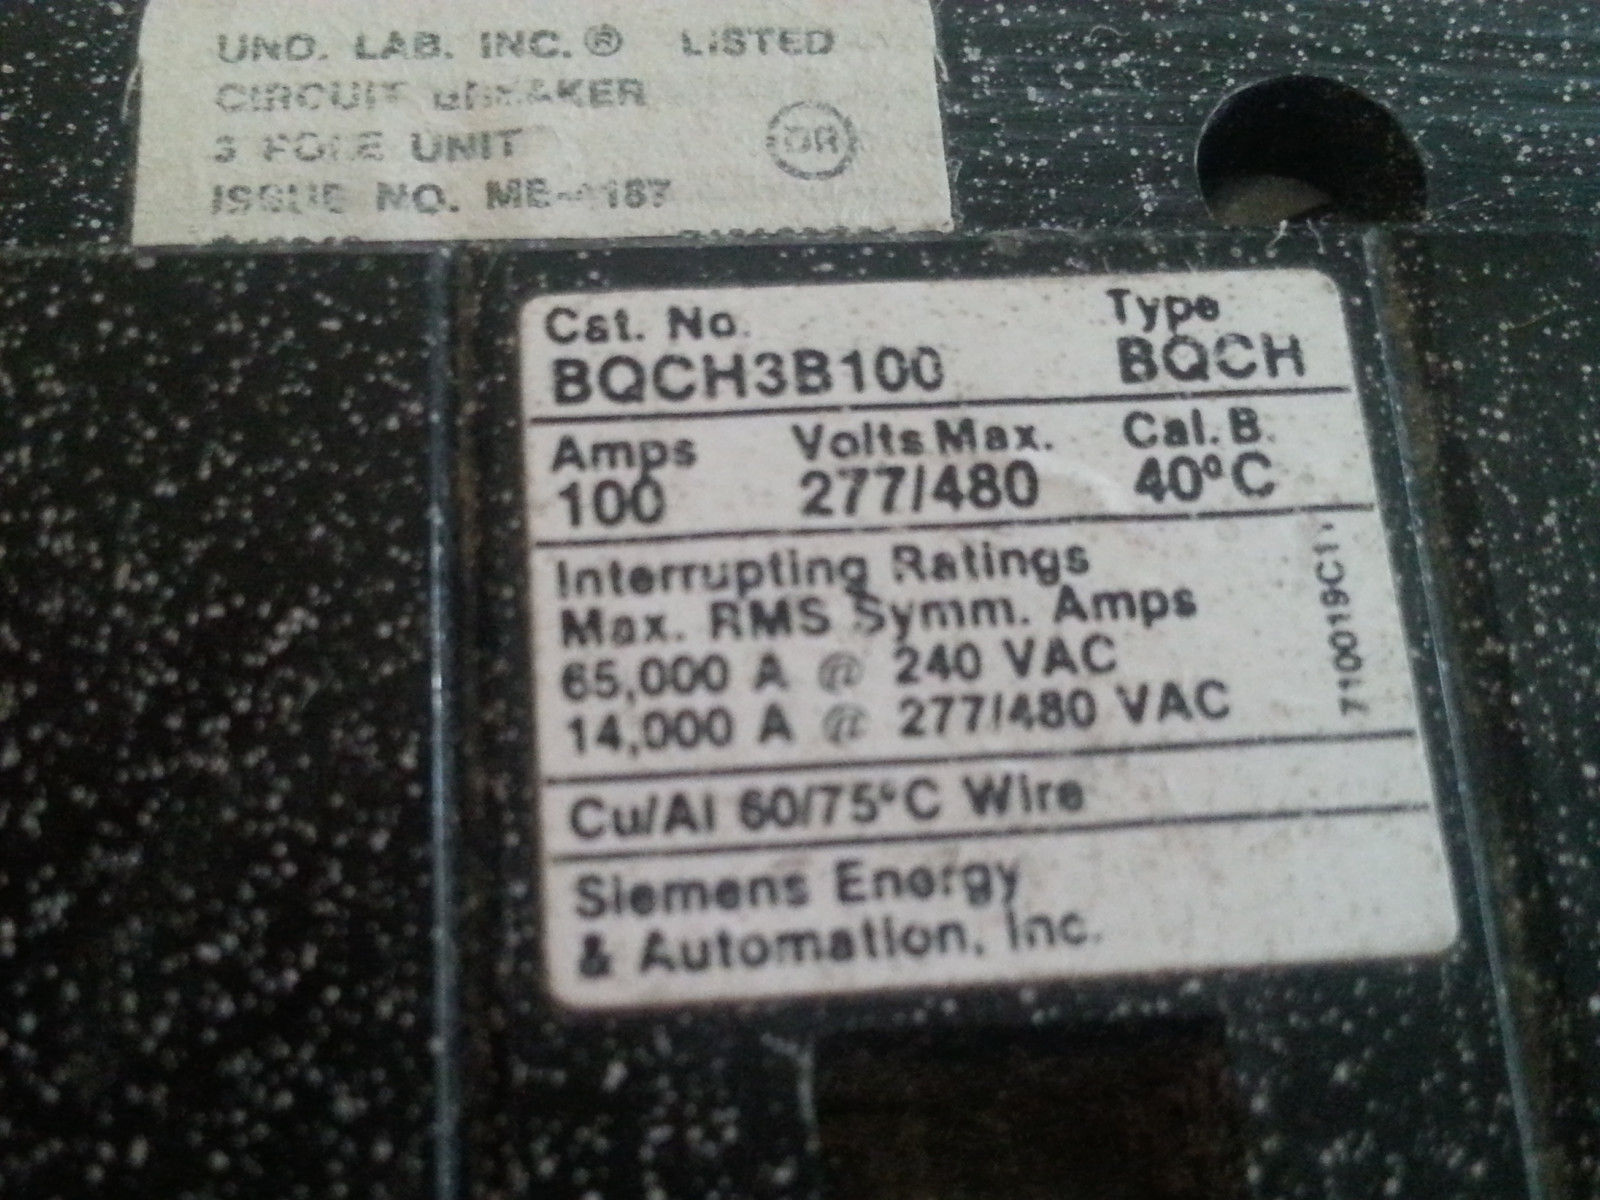 UND. LAB. INC.® LISTED
CIRCUIT BREAKER
3 POLE UNIT
ISSUE NO.
Cat. No.
BQCH3B100
Type
BQCH
Amps
100
Volts Max.
277/480
Cal. B.
40°C
Interrupting Ratings
Max. RMS Symm. Amps
65,000 A @ 240 VAC
14,000 A @ 277/480 VAC
7100019C1
Cu/Al 60/75°C Wire
Siemens Energy
& Automation, Inc.